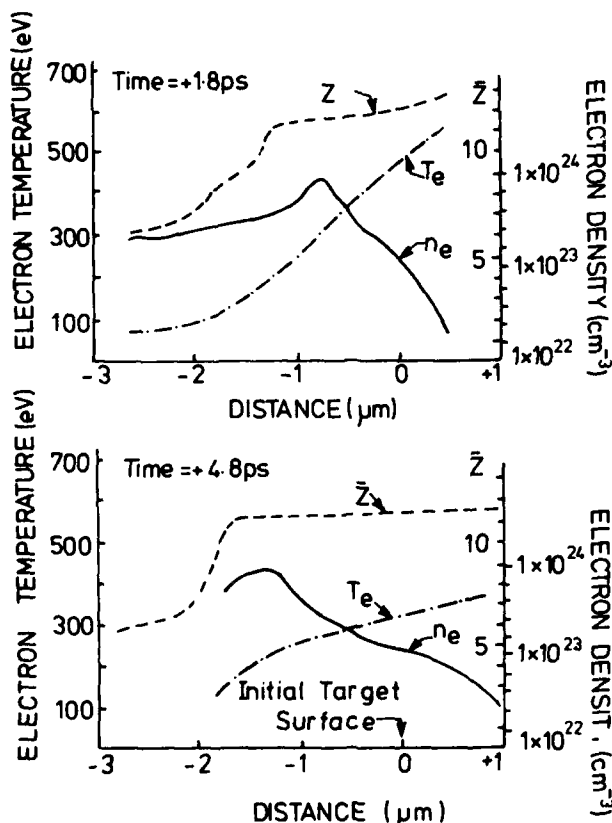 ELECTRON TEMPERATURE (eV)
700
500
300
100
Time = +1·8ps
Z
Te
ne
Z̄
10
5
1×10²⁴
1×10²³
1×10²²
ELECTRON DENSITY (cm⁻³)
-3
-2
-1
0
+1
DISTANCE (μm)
ELECTRON TEMPERATURE (eV)
700
500
300
100
Time = +4·8ps
Z̄
Te
ne
Initial Target
Surface
Z̄
10
5
1×10²⁴
1×10²³
1×10²²
ELECTRON DENSIT . (cm⁻³)
-3
-2
-1
0
+1
DISTANCE (μm)